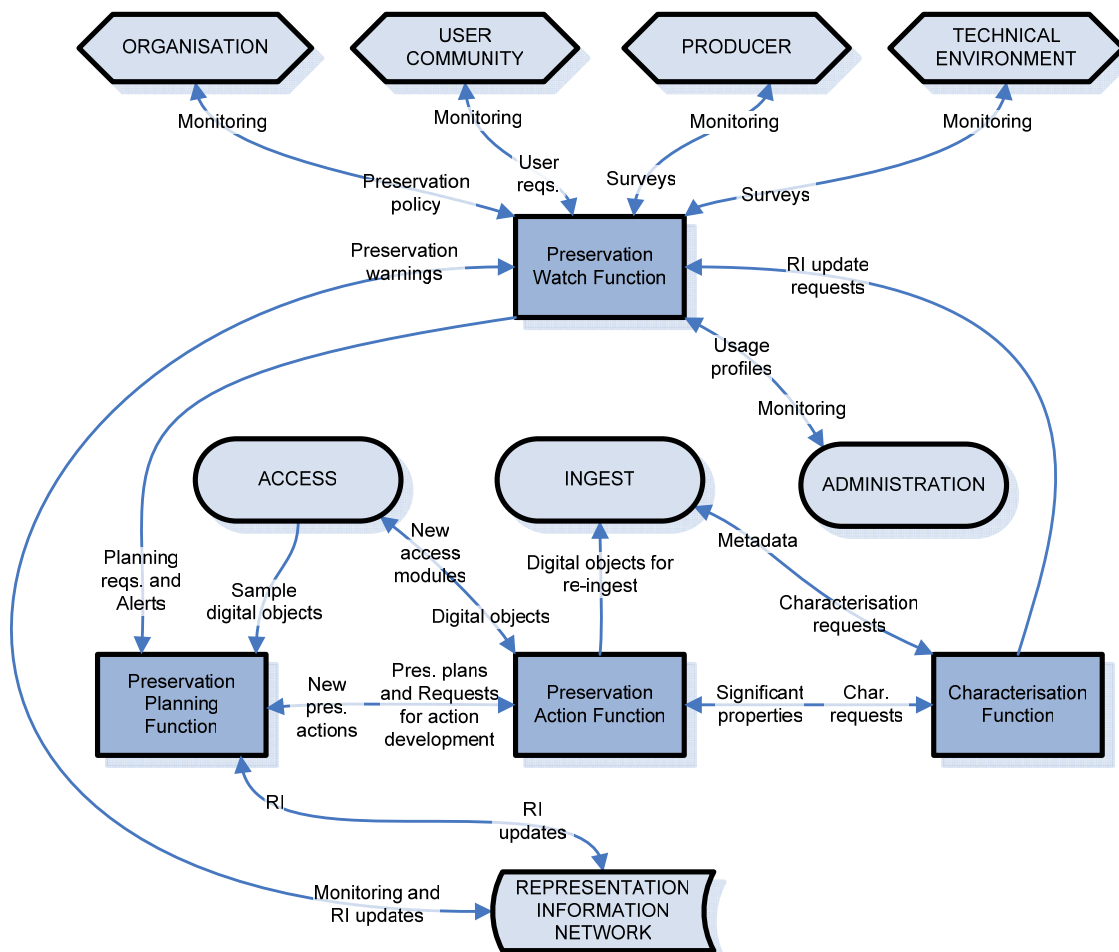 ORGANISATION
USER
COMMUNITY
PRODUCER
TECHNICAL
ENVIRONMENT
Monitoring
Monitoring
Monitoring
Monitoring
User
reqs.
Preservation
policy
Surveys
Surveys
Preservation
warnings
Preservation
Watch Function
RI update
requests
Usage
profiles
Monitoring
ACCESS
INGEST
ADMINISTRATION
New
access
modules
Digital objects for
re-ingest
Metadata
Planning
reqs. and
Alerts
Sample
digital objects
Digital objects
Characterisation
requests
Preservation
Planning
Function
New
pres.
actions
Pres. plans
and Requests
for action
development
Preservation
Action Function
Significant
properties
Char.
requests
Characterisation
Function
RI
RI
updates
Monitoring and
RI updates
REPRESENTATION
INFORMATION
NETWORK